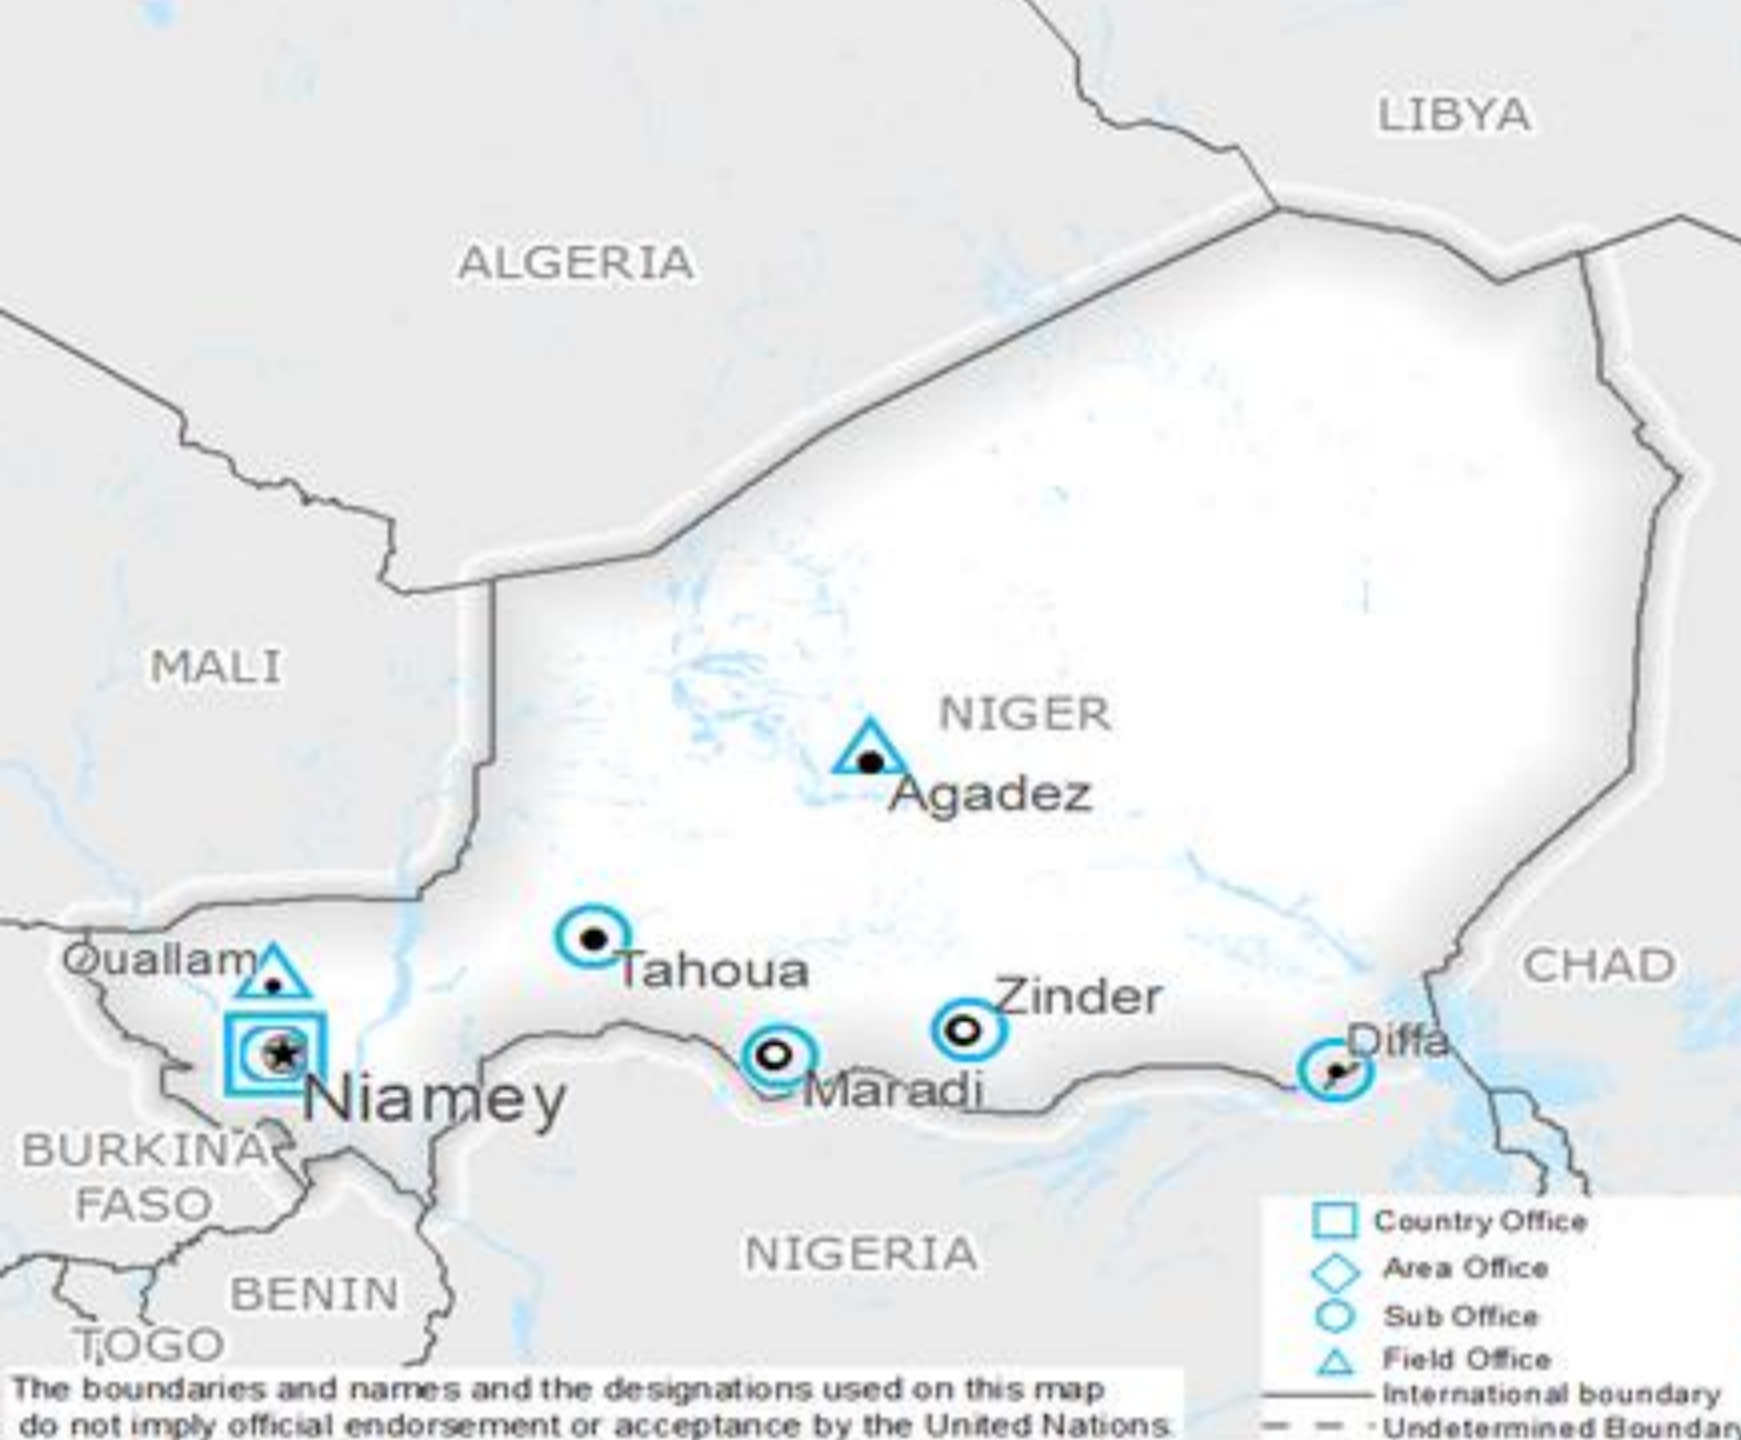 LIBYA
ALGERIA
MALI
NIGER
Agadez
Ouallam
Tahoua
Zinder
CHAD
Diffa
Niamey
Maradi
BURKINA
FASO
NIGERIA
BENIN
TOGO
Country Office
Area Office
Sub Office
Field Office
International boundary
Undetermined Boundary
The boundaries and names and the designations used on this map
do not imply official endorsement or acceptance by the United Nations.